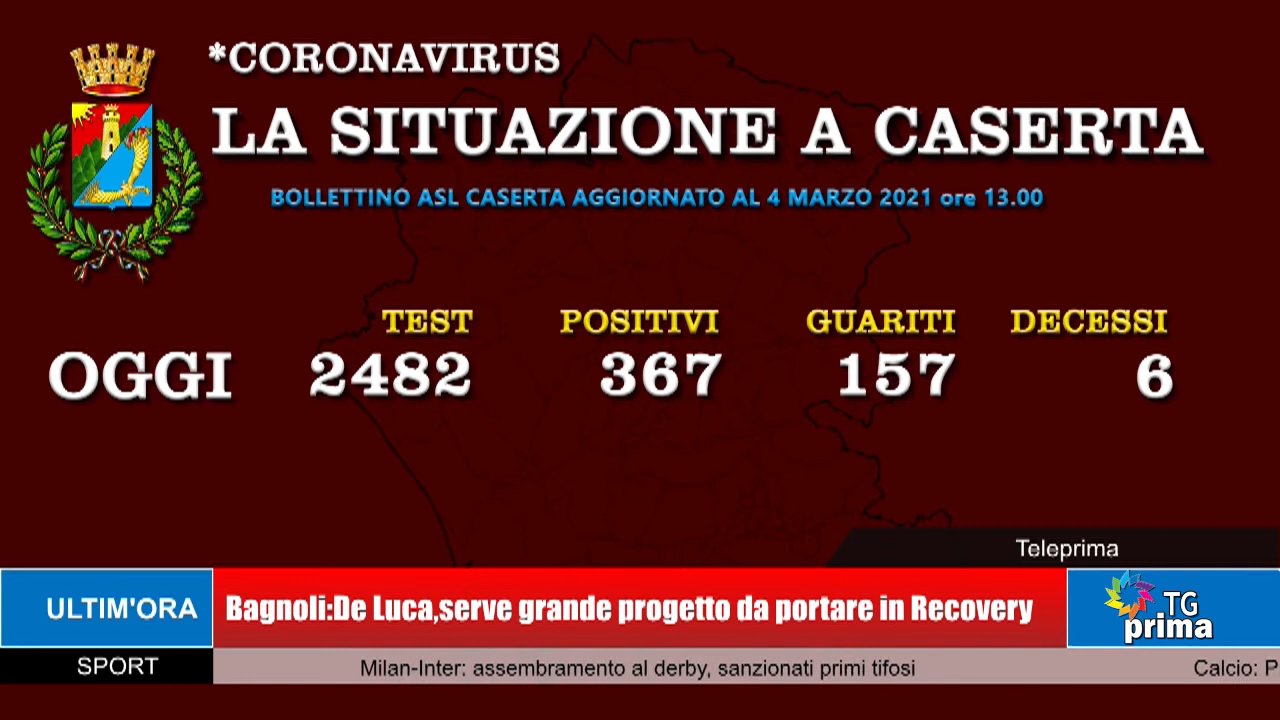 *CORONAVIRUS
LA SITUAZIONE A CASERTA
BOLLETTINO ASL CASERTA AGGIORNATO AL 4 MARZO 2021 ore 13.00
TEST POSITIVI GUARITI DECESSI
OGGI 2482 367 157 6
Teleprima
ULTIM'ORA Bagnoli:De Luca,serve grande progetto da portare in Recovery
TG
prima
SPORT Milan-Inter: assembramento al derby, sanzionati primi tifosi Calcio: P